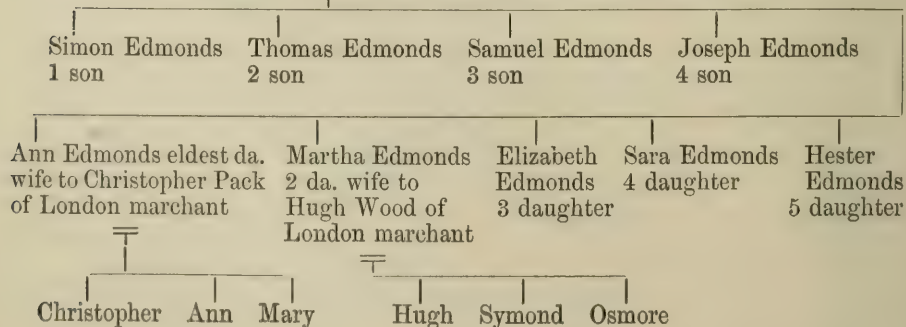 Simon Edmonds
1 son
Thomas Edmonds
2 son
Samuel Edmonds
3 son
Joseph Edmonds
4 son
Ann Edmonds eldest da.
wife to Christopher Pack
of London marchant
Martha Edmonds
2 da. wife to
Hugh Wood of
London marchant
Elizabeth
Edmonds
3 daughter
Sara Edmonds
4 daughter
Hester
Edmonds
5 daughter
Christopher
Ann
Mary
Hugh
Symond
Osmore